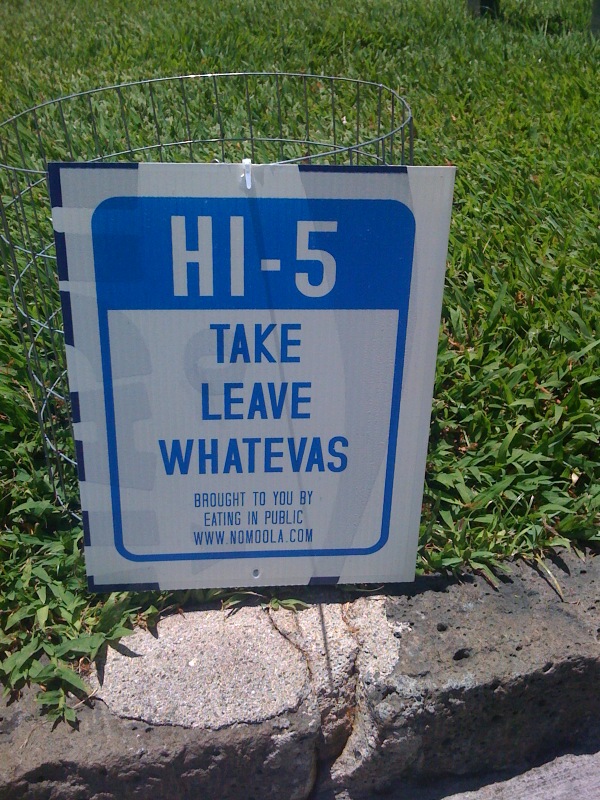 HI-5
TAKE
LEAVE
WHATEVAS
BROUGHT TO YOU BY
EATING IN PUBLIC
WWW.NOMOOLA.COM